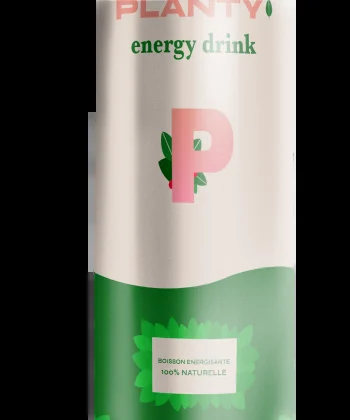 PLANTY
energy drink
P
BOISSON ENERGISANTE
100% NATURELLE